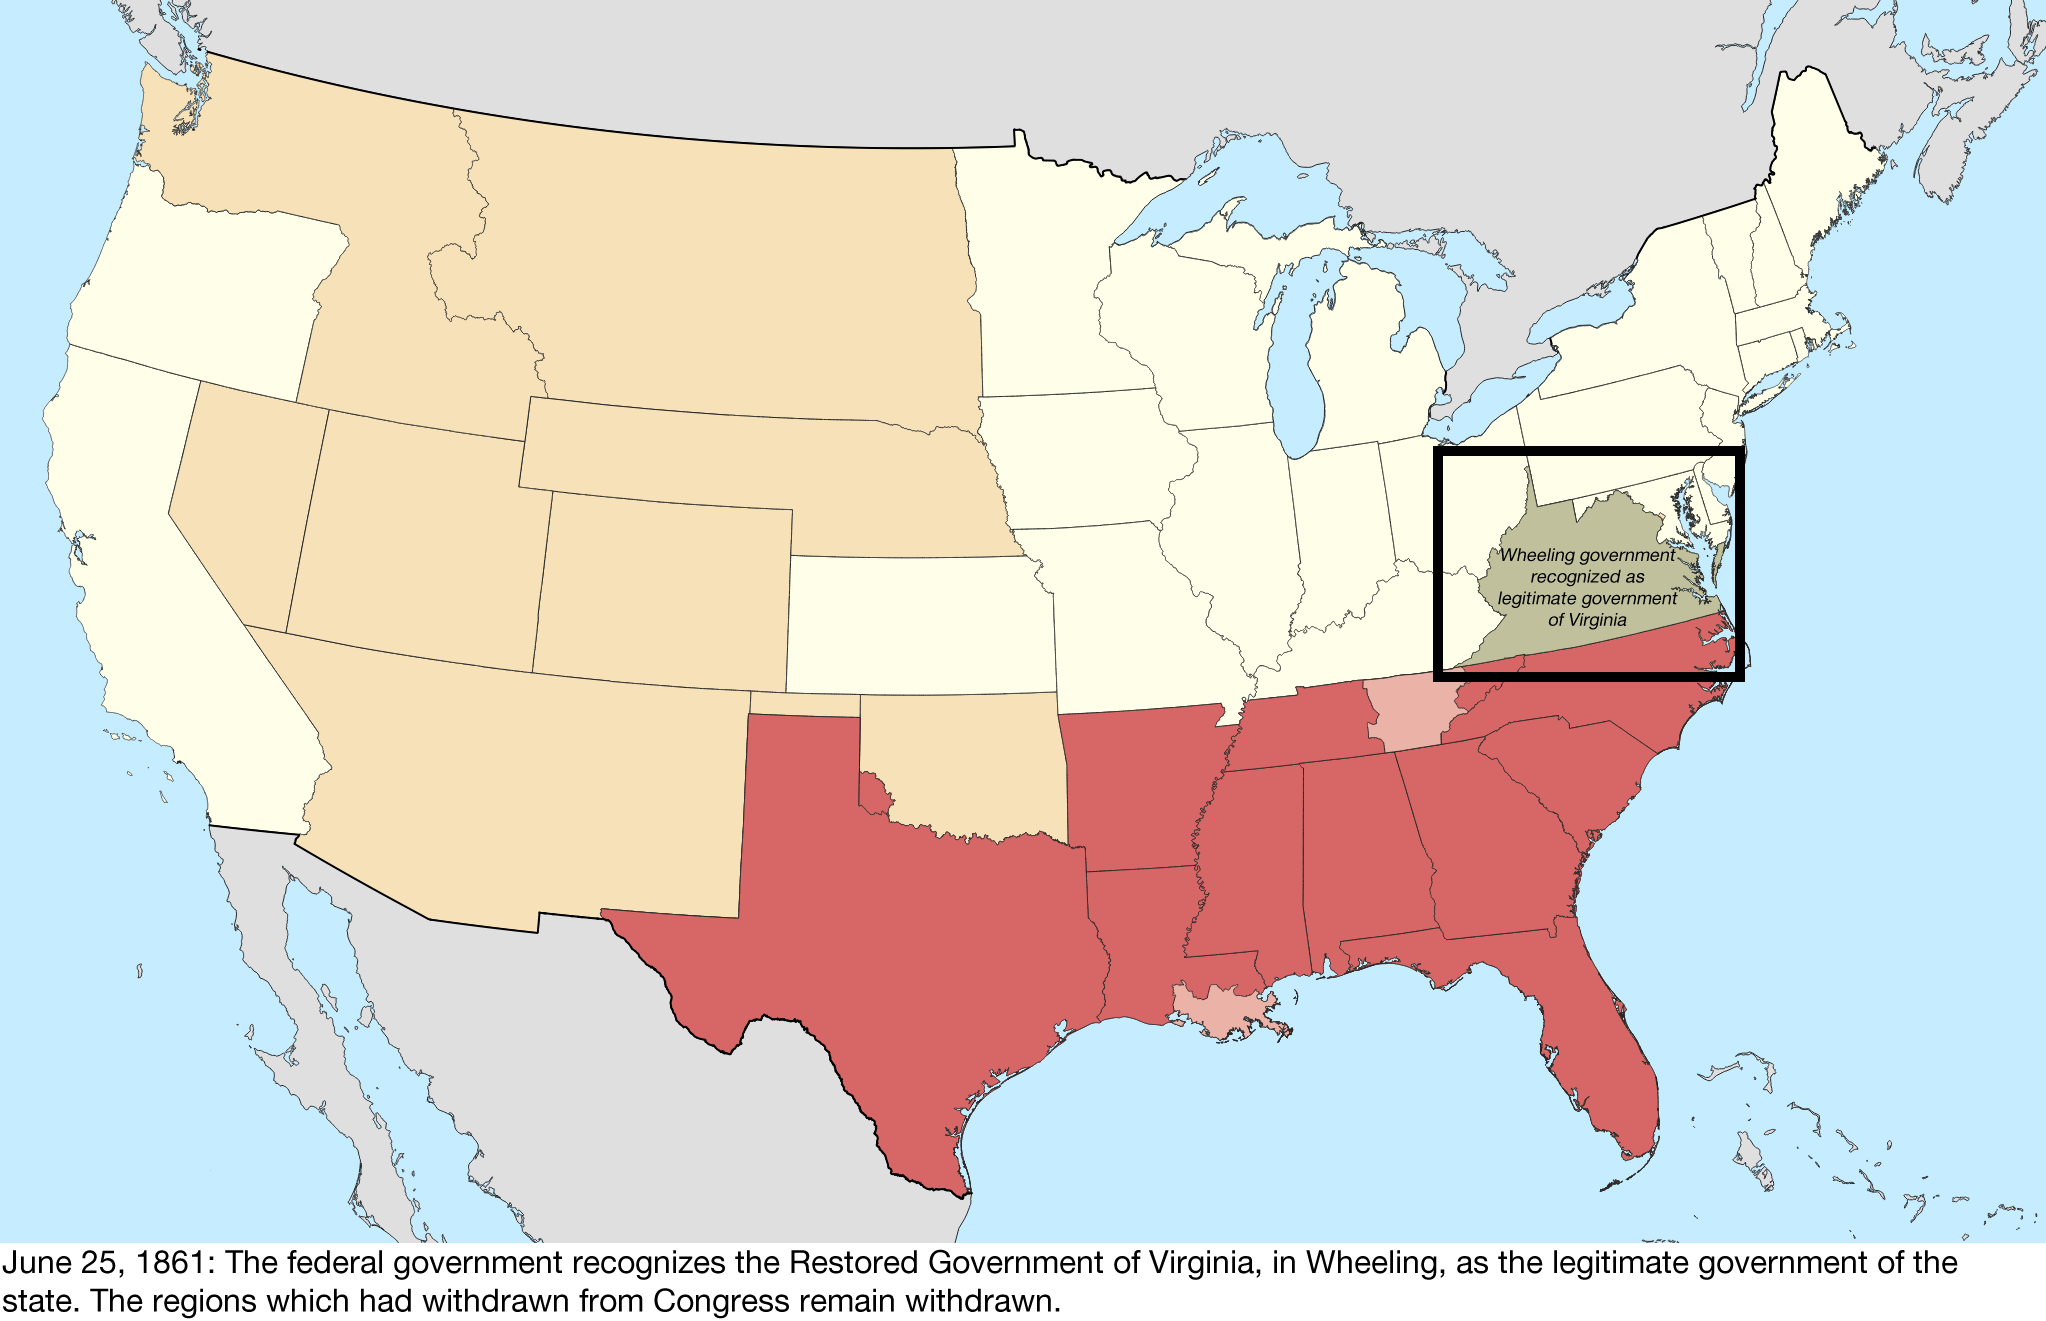 Wheeling government
recognized as
legitimate government
of Virginia
June 25, 1861: The federal government recognizes the Restored Government of Virginia, in Wheeling, as the legitimate government of the
state. The regions which had withdrawn from Congress remain withdrawn.